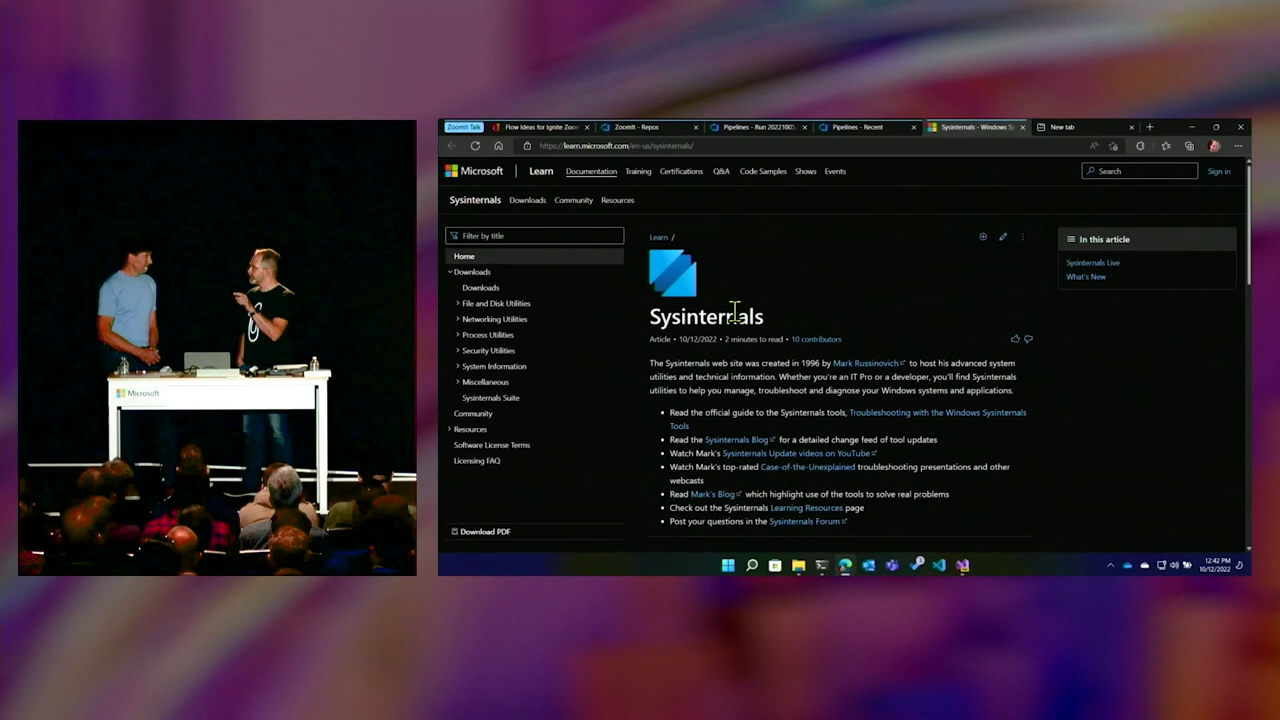 Microsoft
Zoomit Talk
Flow Ideas for Ignite Zoo
ZoomIt - Repos
Pipelines - Run 20221005
Pipelines - Recent
Sysinternals - Windows S
New tab
https://learn.microsoft.com/en-us/sysinternals/
Microsoft
Learn
Documentation
Training
Certifications
Q&A
Code Samples
Shows
Events
Search
Sign in
Sysinternals
Downloads
Community
Resources
Filter by title
Home
Downloads
Downloads
File and Disk Utilities
Networking Utilities
Process Utilities
Security Utilities
System Information
Miscellaneous
Sysinternals Suite
Community
Resources
Software License Terms
Licensing FAQ
Download PDF
Learn /
Sysinternals
Article • 10/12/2022 • 2 minutes to read • 10 contributors
The Sysinternals web site was created in 1996 by Mark Russinovich to host his advanced system
utilities and technical information. Whether you're an IT Pro or a developer, you'll find Sysinternals
utilities to help you manage, troubleshoot and diagnose your Windows systems and applications.
• Read the official guide to the Sysinternals tools, Troubleshooting with the Windows Sysinternals
Tools
• Read the Sysinternals Blog for a detailed change feed of tool updates
• Watch Mark's Sysinternals Update videos on YouTube
• Watch Mark's top-rated Case-of-the-Unexplained troubleshooting presentations and other
webcasts
• Read Mark's Blog which highlight use of the tools to solve real problems
• Check out the Sysinternals Learning Resources page
• Post your questions in the Sysinternals Forum
In this article
Sysinternals Live
What's New
12:42 PM
10/12/2022